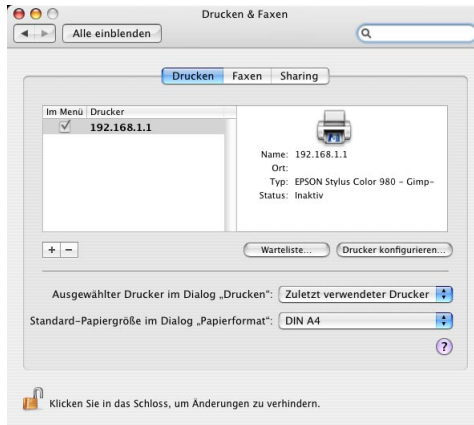 Drucken & Faxen
Alle einblenden
Drucken Faxen Sharing
Im Menü Drucker
192.168.1.1
Name: 192.168.1.1
Ort:
Typ: EPSON Stylus Color 980 – Gimp-
Status: Inaktiv
+ −
Warteliste... Drucker konfigurieren...
Ausgewählter Drucker im Dialog „Drucken“: Zuletzt verwendeter Drucker
Standard-Papiergröße im Dialog „Papierformat“: DIN A4
?
Klicken Sie in das Schloss, um Änderungen zu verhindern.